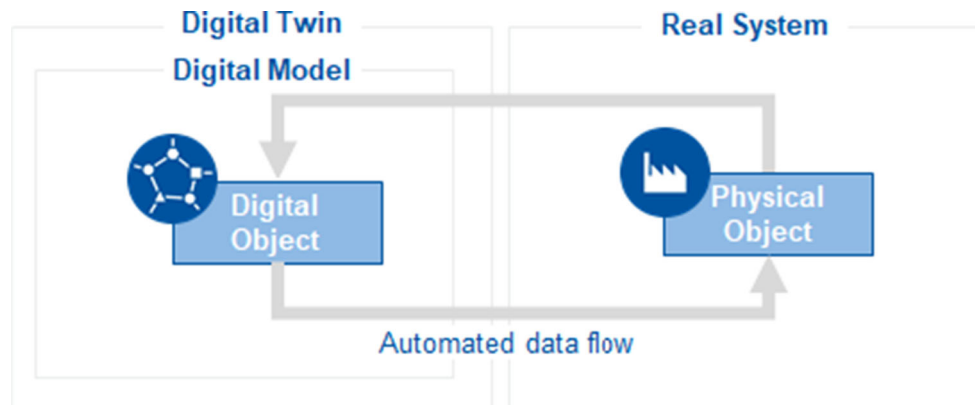 Digital Twin
Real System
Digital Model
Digital
Object
Physical
Object
Automated data flow